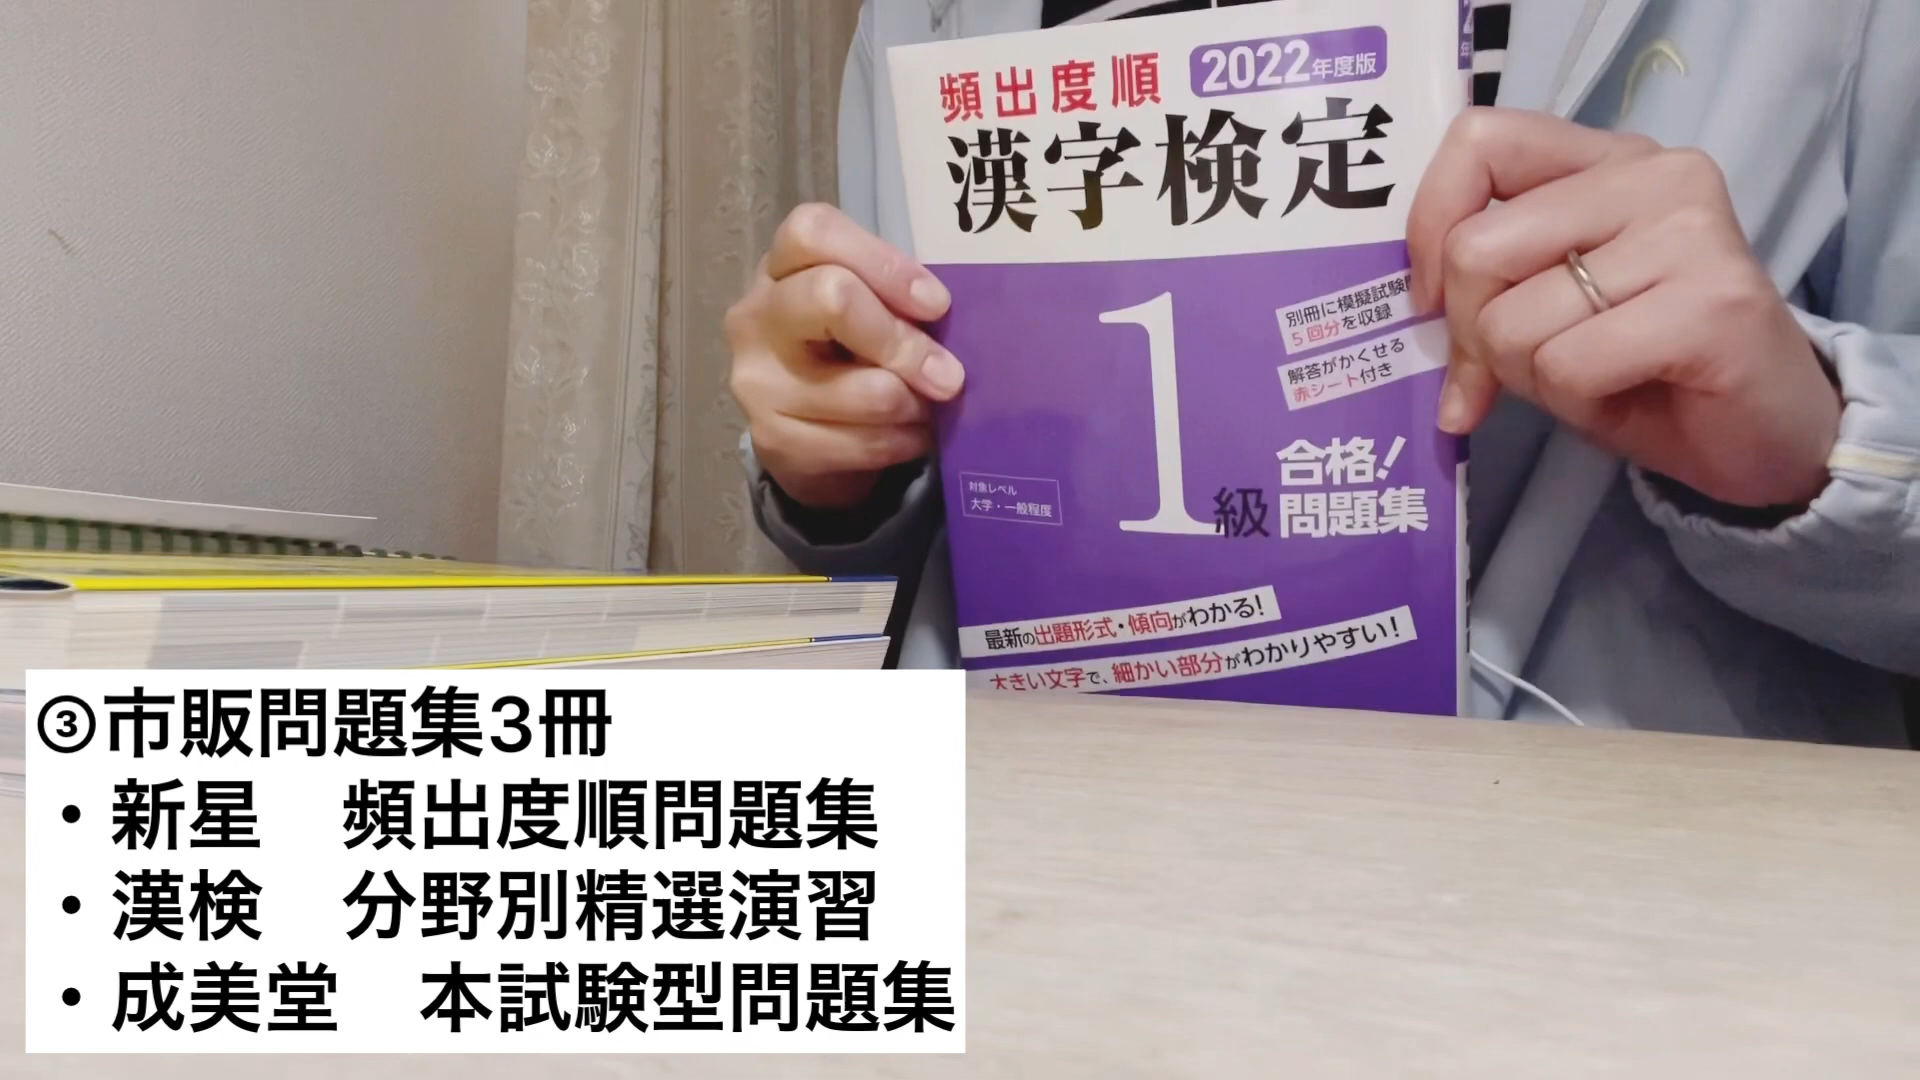 頻出度順
2022年度版
漢字検定
別冊に模擬試験
5回分を収録
解答がかくせる
赤シート付き
1級
合格!
問題集
対象レベル
大学・一般程度
最新の出題形式・傾向がわかる!
大きい文字で、細かい部分がわかりやすい!
③市販問題集3冊
・新星　頻出度順問題集
・漢検　分野別精選演習
・成美堂　本試験型問題集